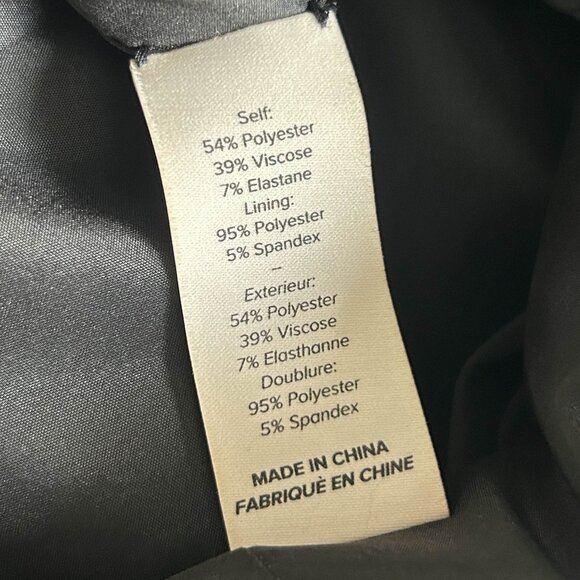 Self:
54% Polyester
39% Viscose
7% Elastane
Lining:
95% Polyester
5% Spandex
–
Exterieur:
54% Polyester
39% Viscose
7% Elasthanne
Doublure:
95% Polyester
5% Spandex
MADE IN CHINA
FABRIQUÈ EN CHINE